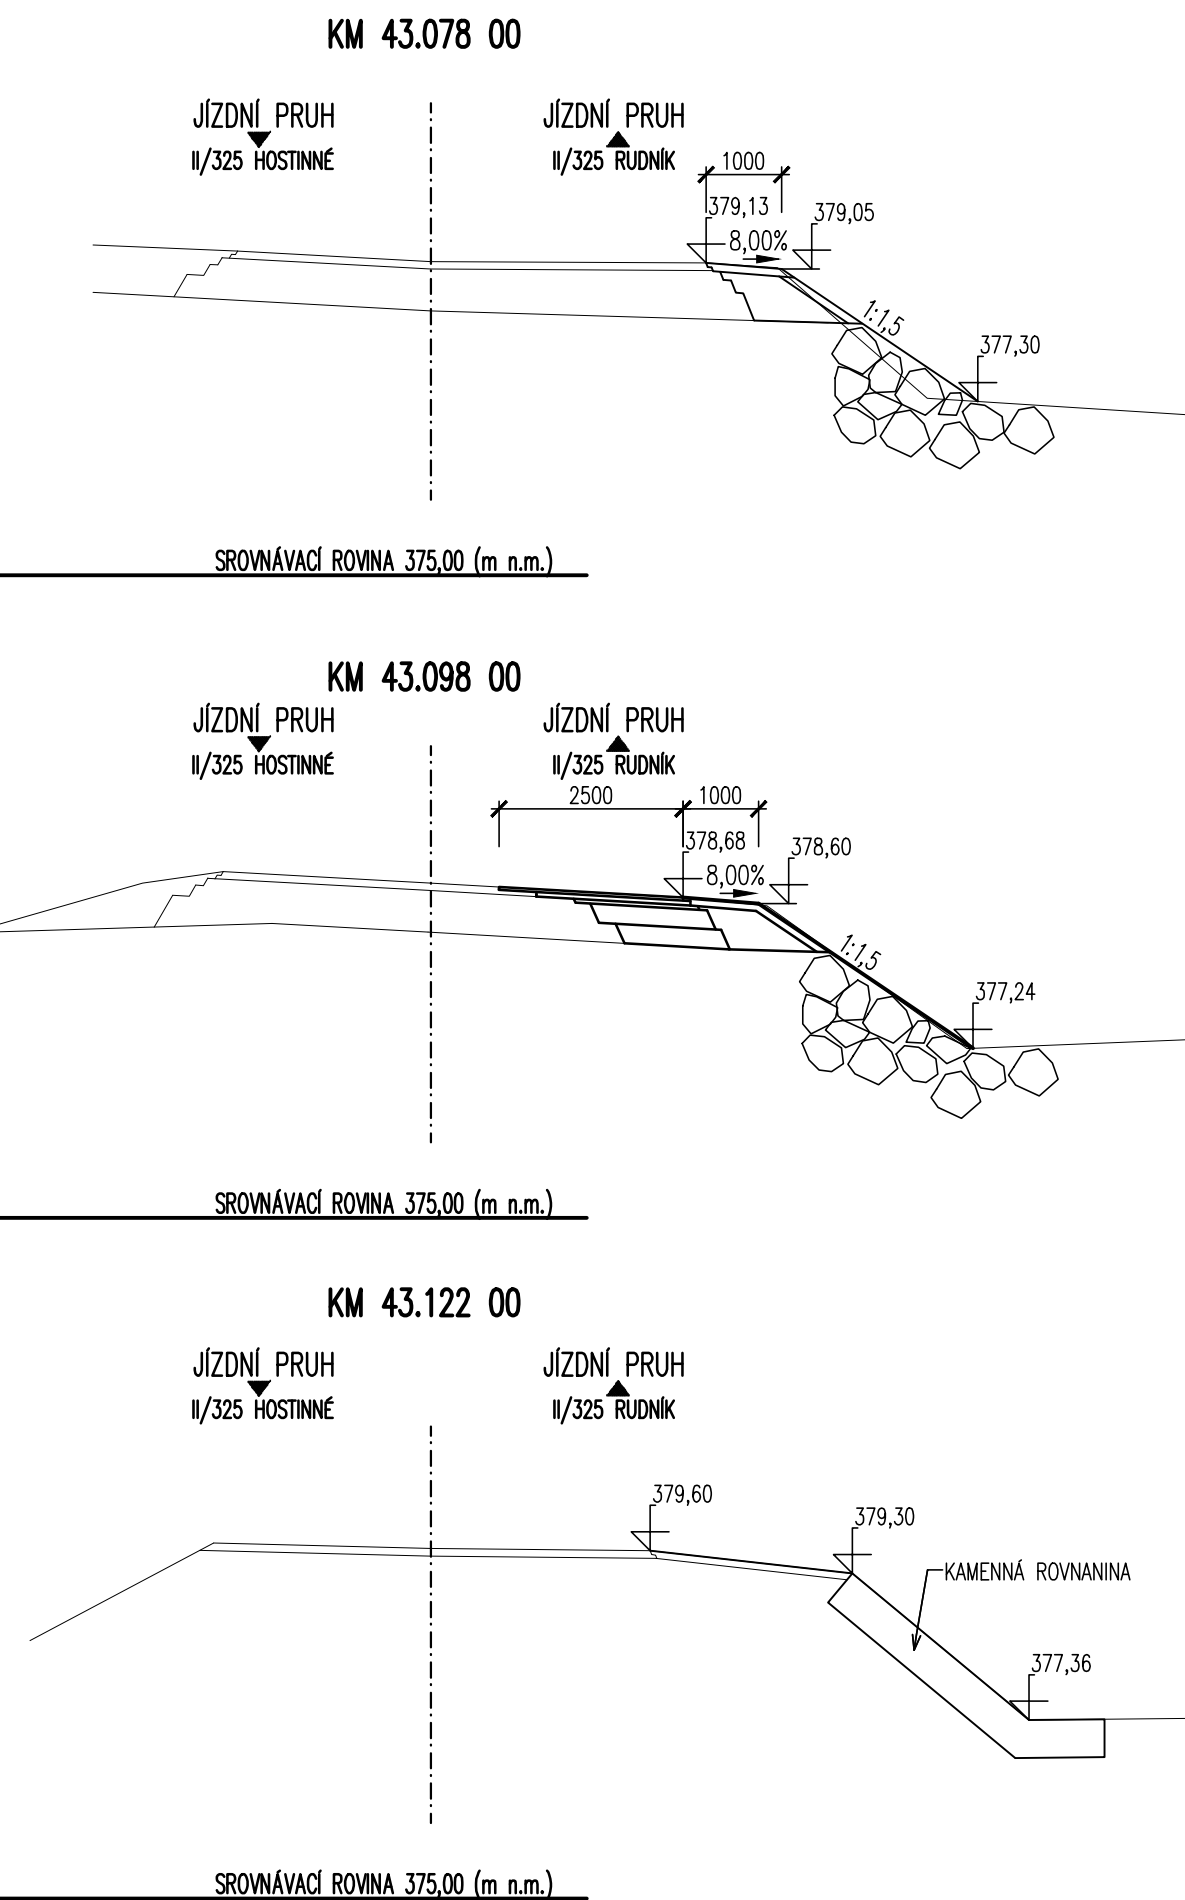 KM 43.078 00
JÍZDNÍ PRUH
II/325 HOSTINNÉ
JÍZDNÍ PRUH
II/325 RUDNÍK
1000
379,13
379,05
8,00%
1:1,5
377,30
SROVNÁVACÍ ROVINA 375,00 (m n.m.)
KM 43.098 00
JÍZDNÍ PRUH
II/325 HOSTINNÉ
JÍZDNÍ PRUH
II/325 RUDNÍK
2500
1000
378,68
378,60
8,00%
1:1,5
377,24
SROVNÁVACÍ ROVINA 375,00 (m n.m.)
KM 43.122 00
JÍZDNÍ PRUH
II/325 HOSTINNÉ
JÍZDNÍ PRUH
II/325 RUDNÍK
379,60
379,30
KAMENNÁ ROVNANINA
377,36
SROVNÁVACÍ ROVINA 375,00 (m n.m.)